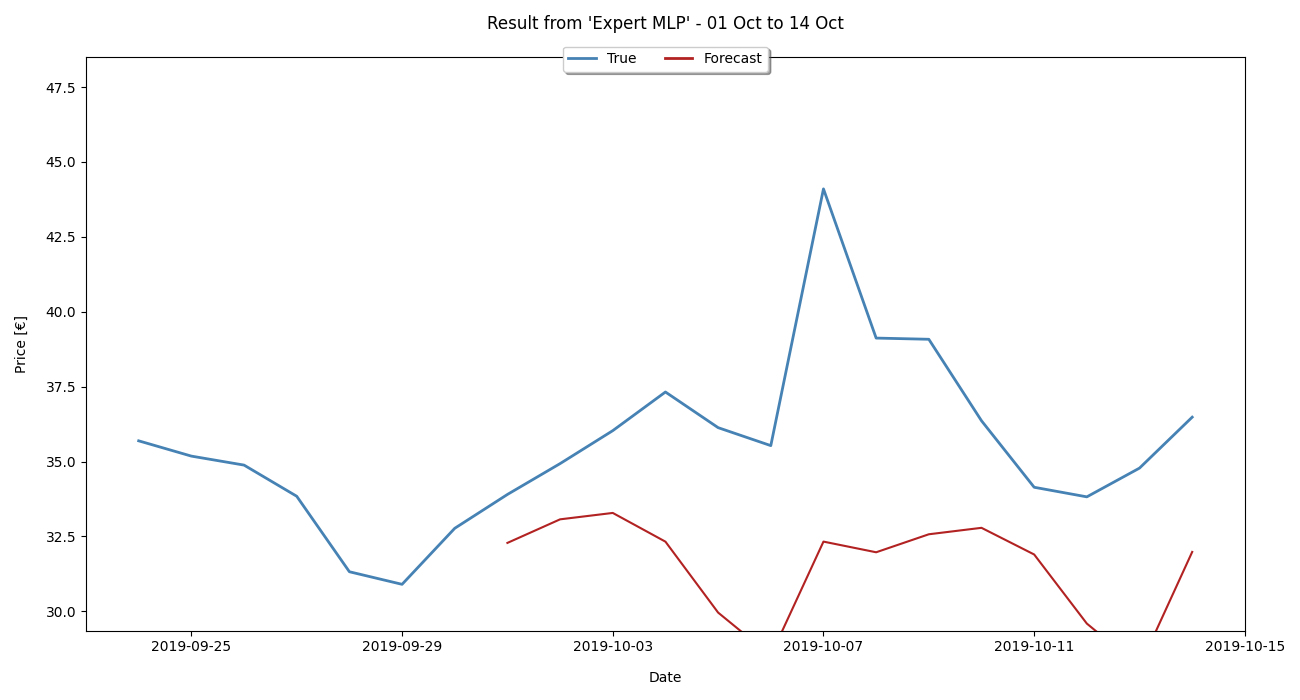 Result from 'Expert MLP' - 01 Oct to 14 Oct
True Forecast
47.5
45.0
42.5
40.0
37.5
35.0
32.5
30.0
Price [€]
2019-09-25 2019-09-29 2019-10-03 2019-10-07 2019-10-11 2019-10-15
Date